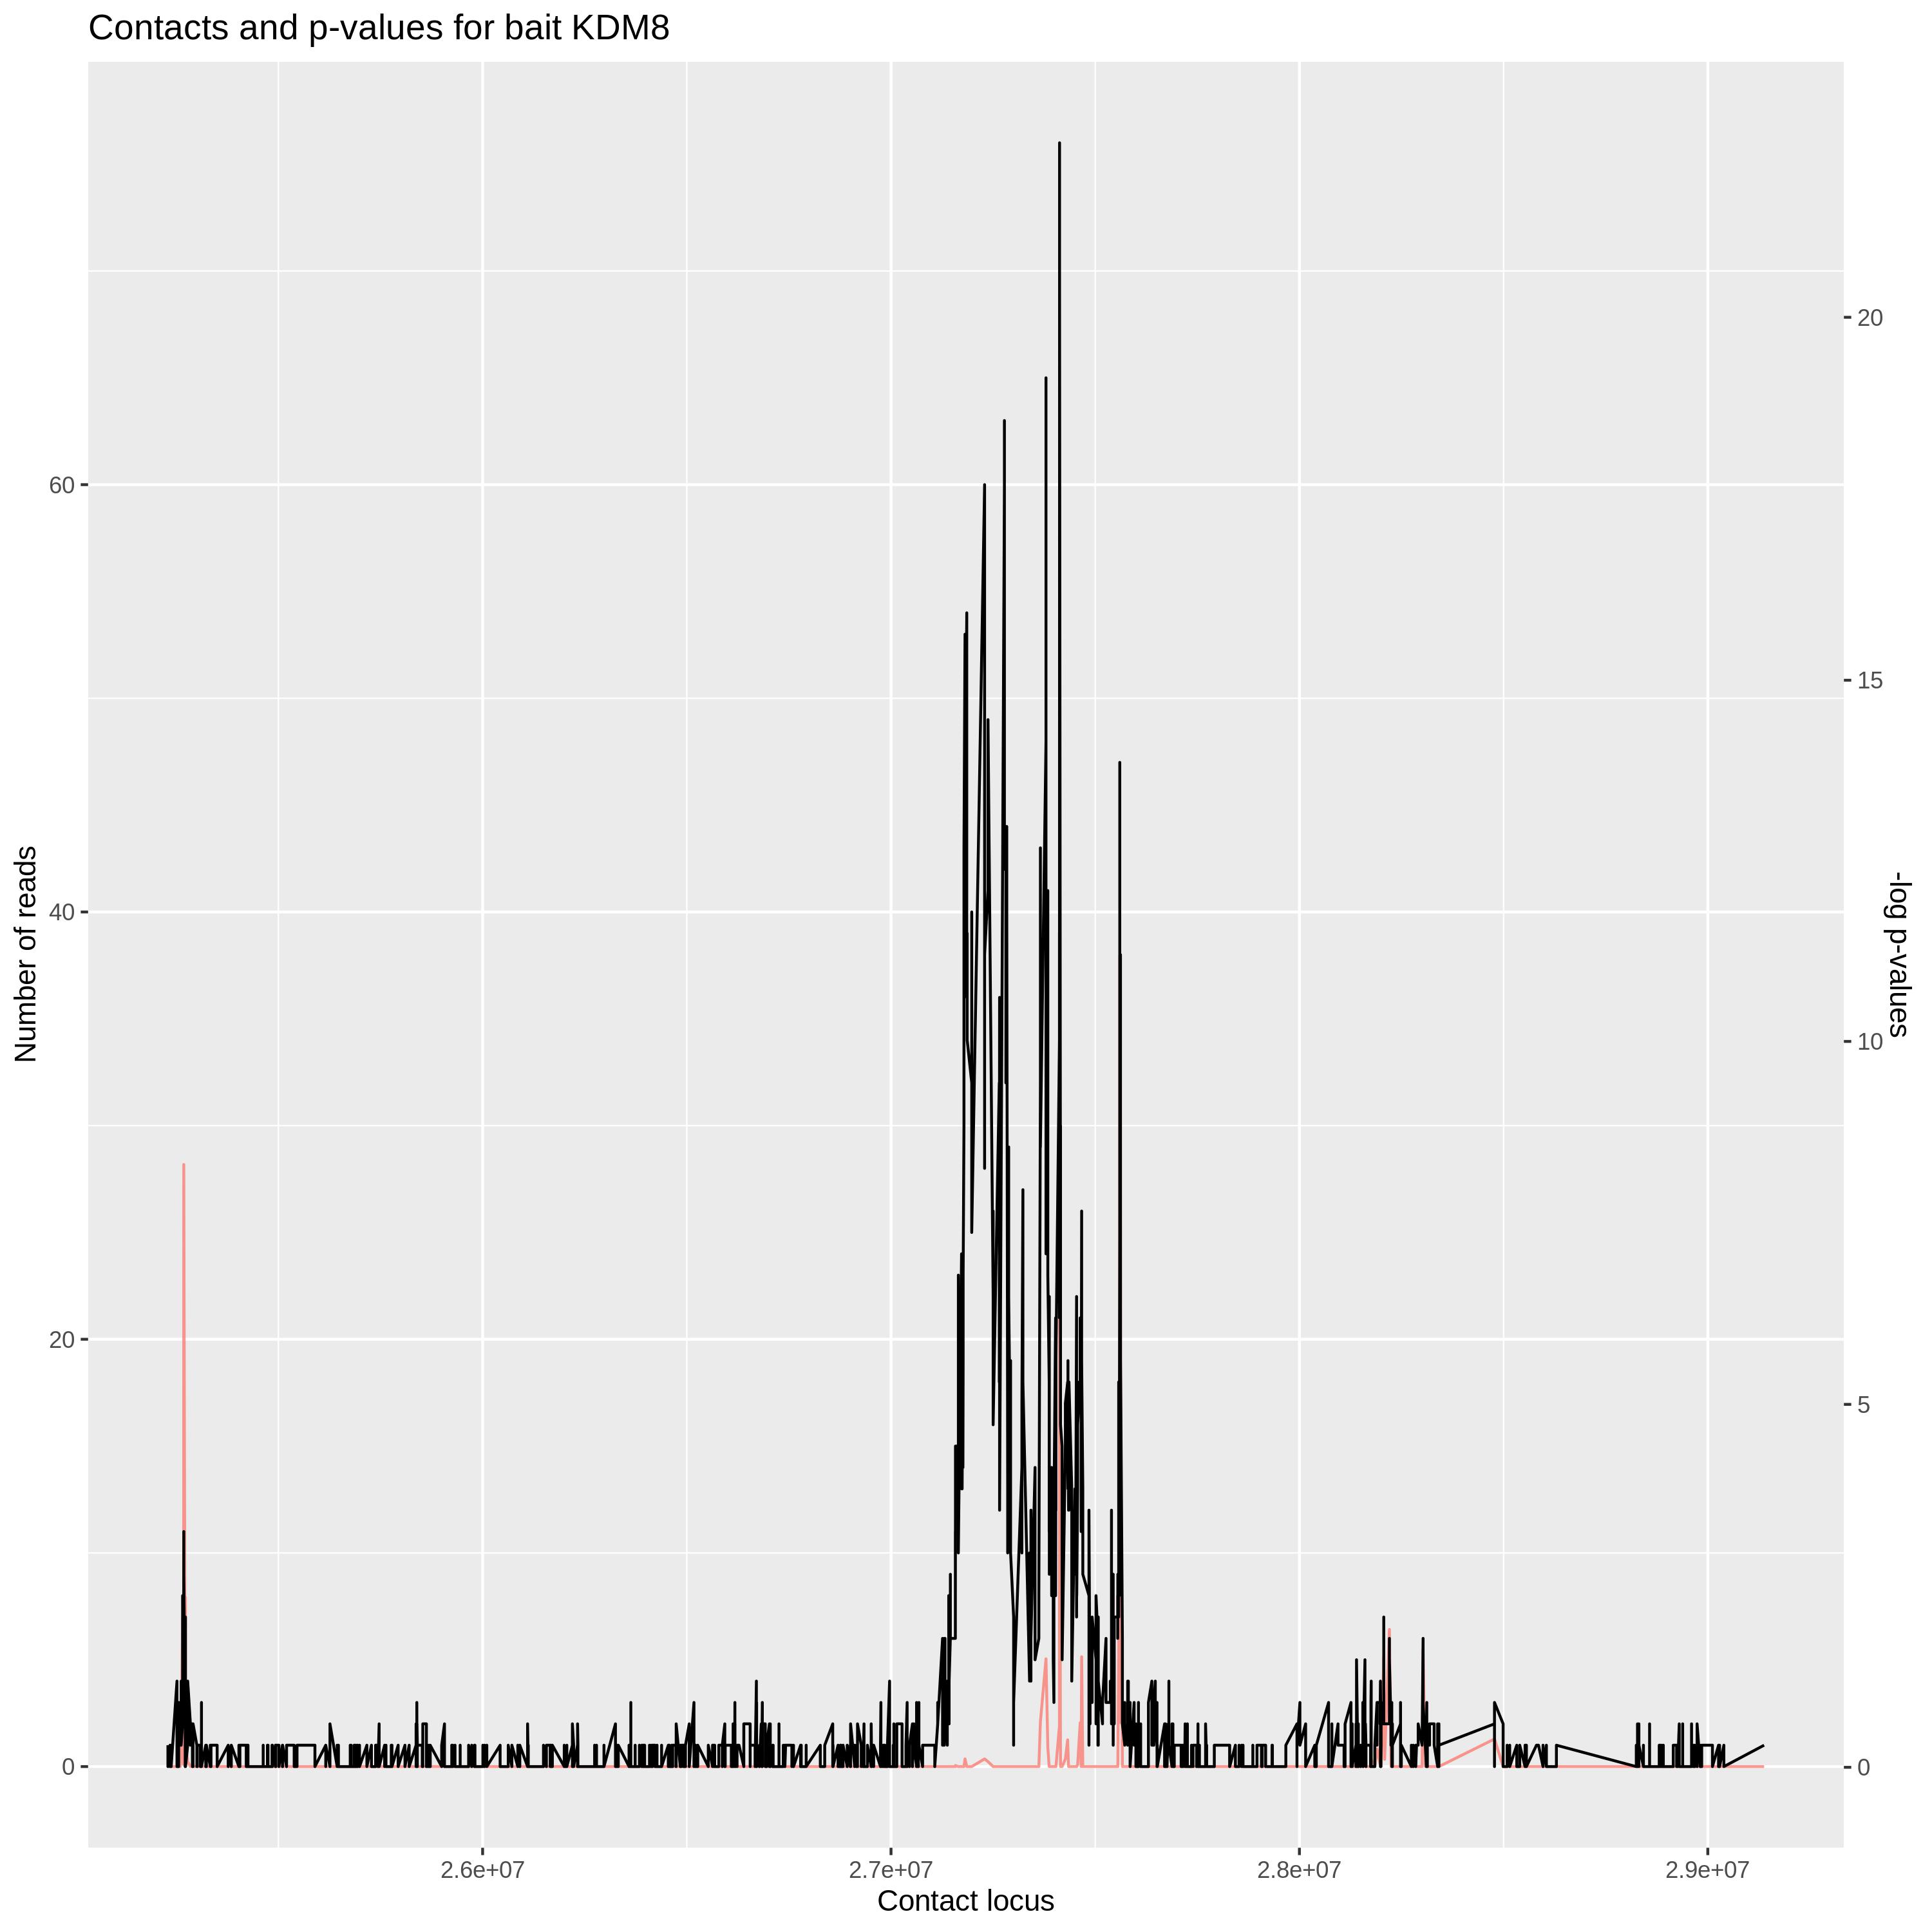 Contacts and p-values for bait KDM8
Number of reads
60
40
20
0
20
15
10
5
0
-log p-values
2.6e+07 2.7e+07 2.8e+07 2.9e+07
Contact locus